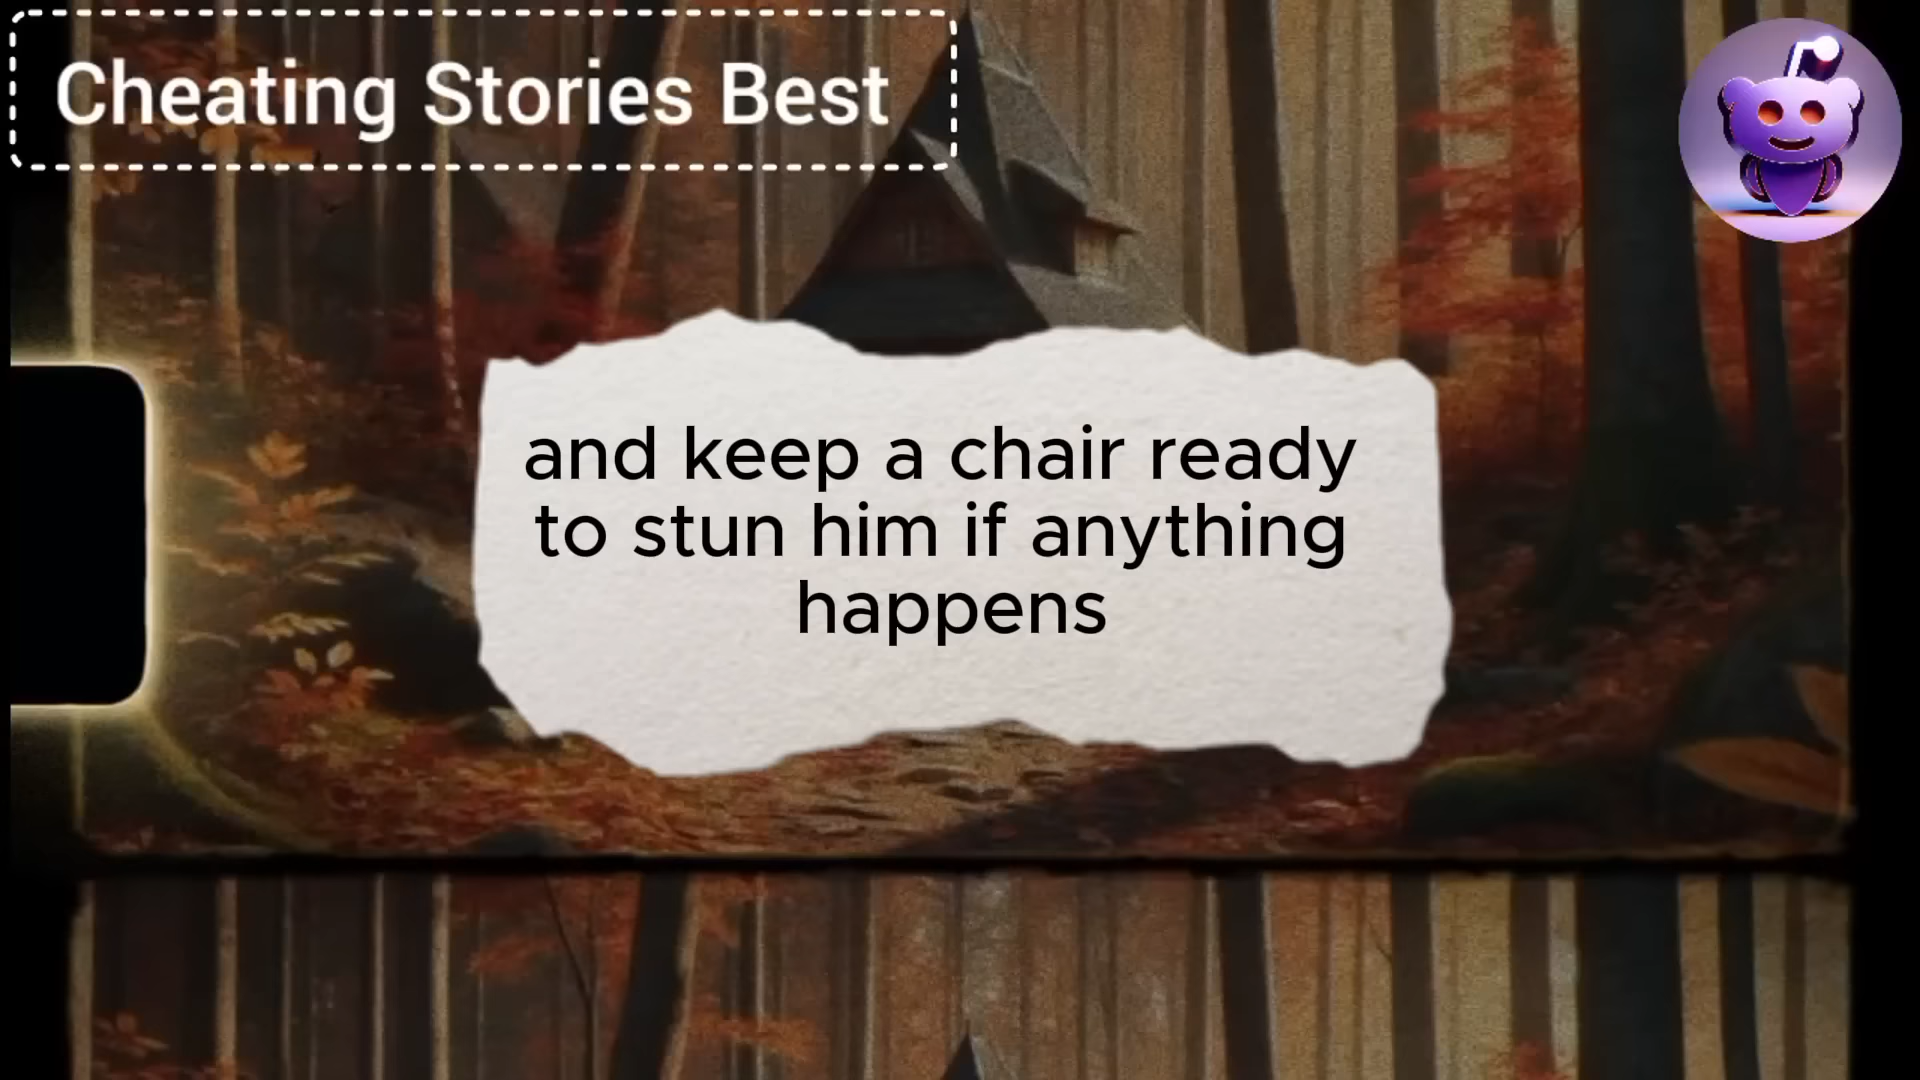 Cheating Stories Best
and keep a chair ready
to stun him if anything
happens